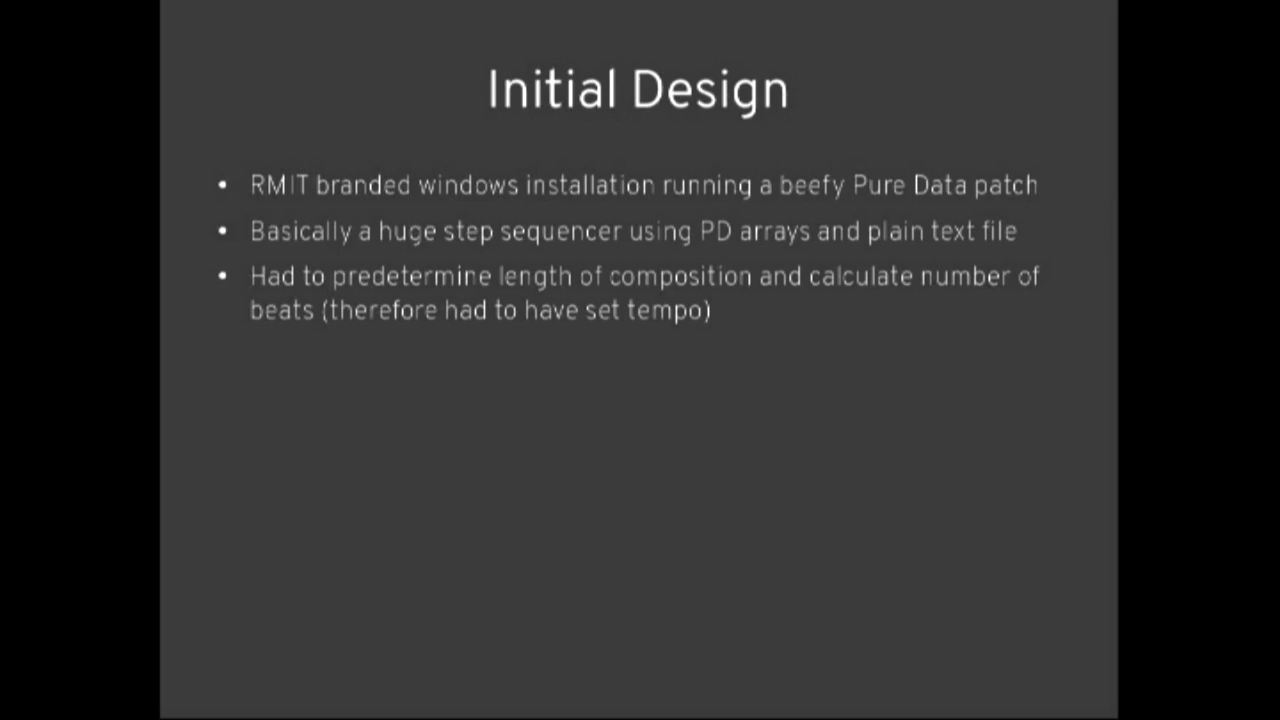 Initial Design
• RMIT branded windows installation running a beefy Pure Data patch
• Basically a huge step sequencer using PD arrays and plain text file
• Had to predetermine length of composition and calculate number of
beats (therefore had to have set tempo)